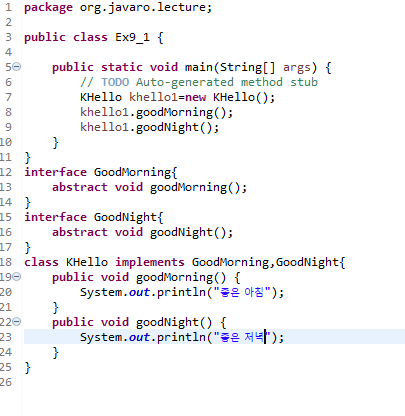 1 package org.javaro.lecture;
2
3 public class Ex9_1 {
4
5 public static void main(String[] args) {
6 // TODO Auto-generated method stub
7 KHello khello1=new KHello();
8 khello1.goodMorning();
9 khello1.goodNight();
10 }
11 }
12 interface GoodMorning{
13 abstract void goodMorning();
14 }
15 interface GoodNight{
16 abstract void goodNight();
17 }
18 class KHello implements GoodMorning,GoodNight{
19 public void goodMorning() {
20 System.out.println("좋은 아침");
21 }
22 public void goodNight() {
23 System.out.println("좋은 저녁");
24 }
25 }
26